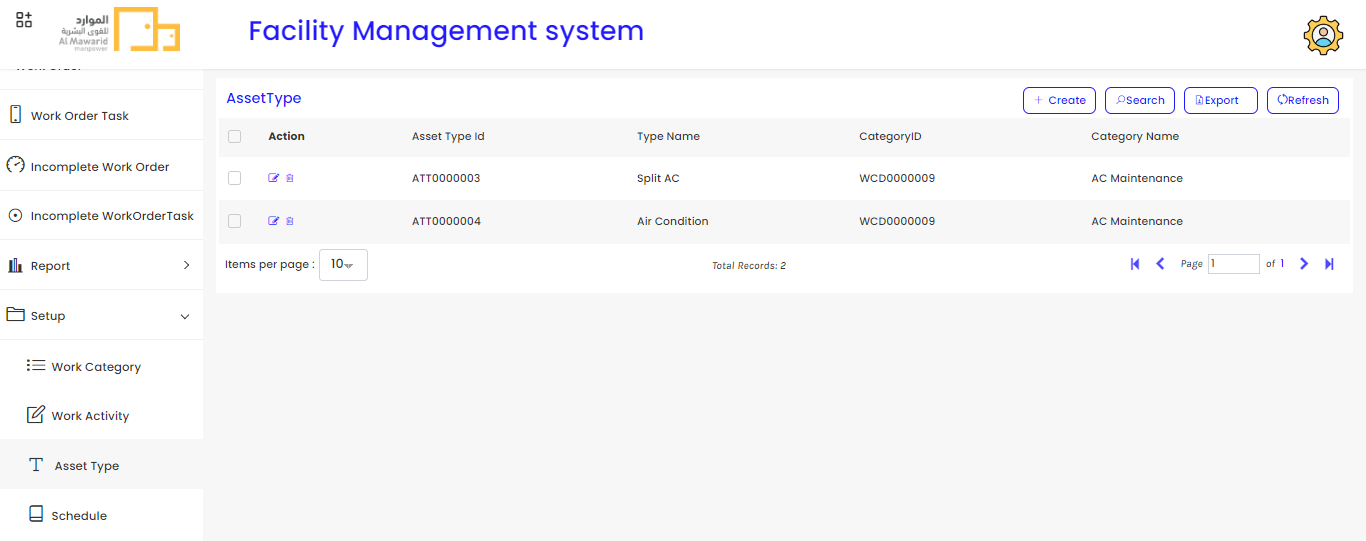 الموارد
للقوى البشرية
Al Mawarid
manpower
Facility Management system
Work Order Task
Incomplete Work Order
Incomplete WorkOrderTask
Report
Setup
Work Category
Work Activity
Asset Type
Schedule
AssetType
Create Search Export Refresh
Action Asset Type Id Type Name CategoryID Category Name
ATT0000003 Split AC WCD0000009 AC Maintenance
ATT0000004 Air Condition WCD0000009 AC Maintenance
Items per page : 10 Total Records: 2 Page 1 of 1